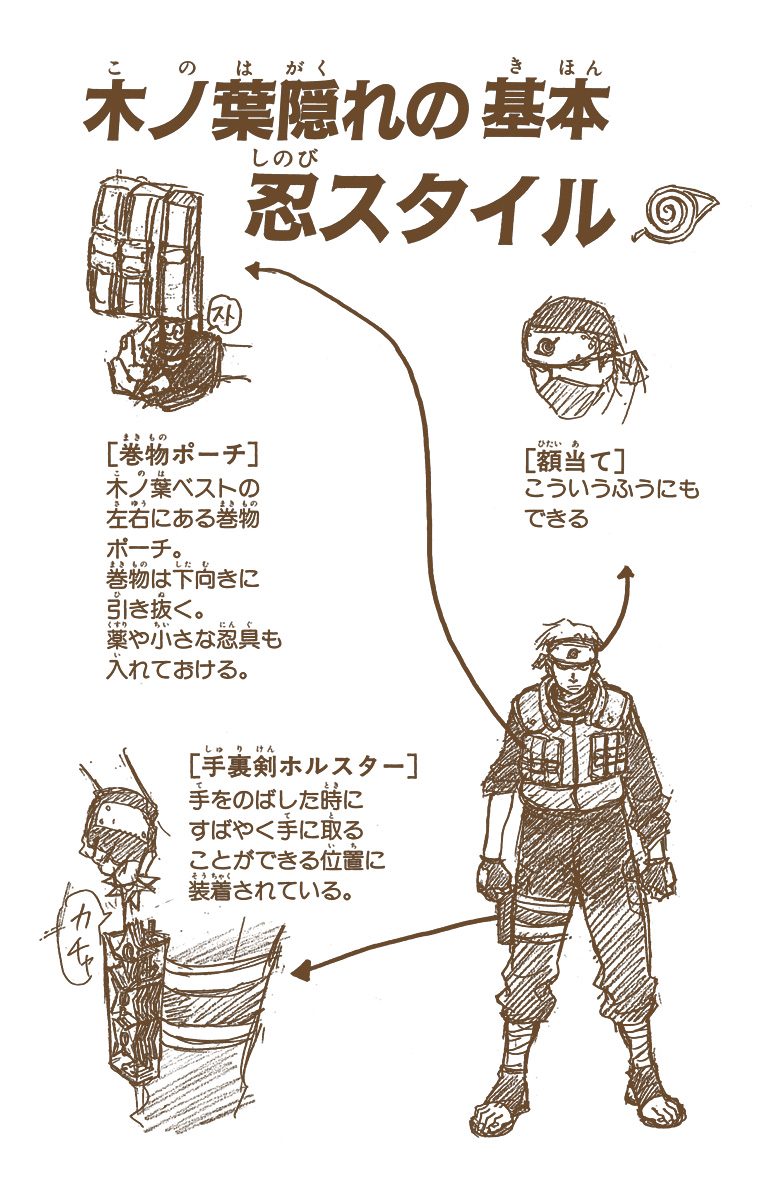 木ノ葉隠れの基本
忍スタイル
スト
[巻物ポーチ]
木ノ葉ベストの
左右にある巻物
ポーチ。
巻物は下向きに
引き抜く。
薬や小さな忍具も
入れておける。
[額当て]
こういうふうにも
できる
[手裏剣ホルスター]
手をのばした時に
すばやく手に取る
ことができる位置に
装着されている。
カチャ